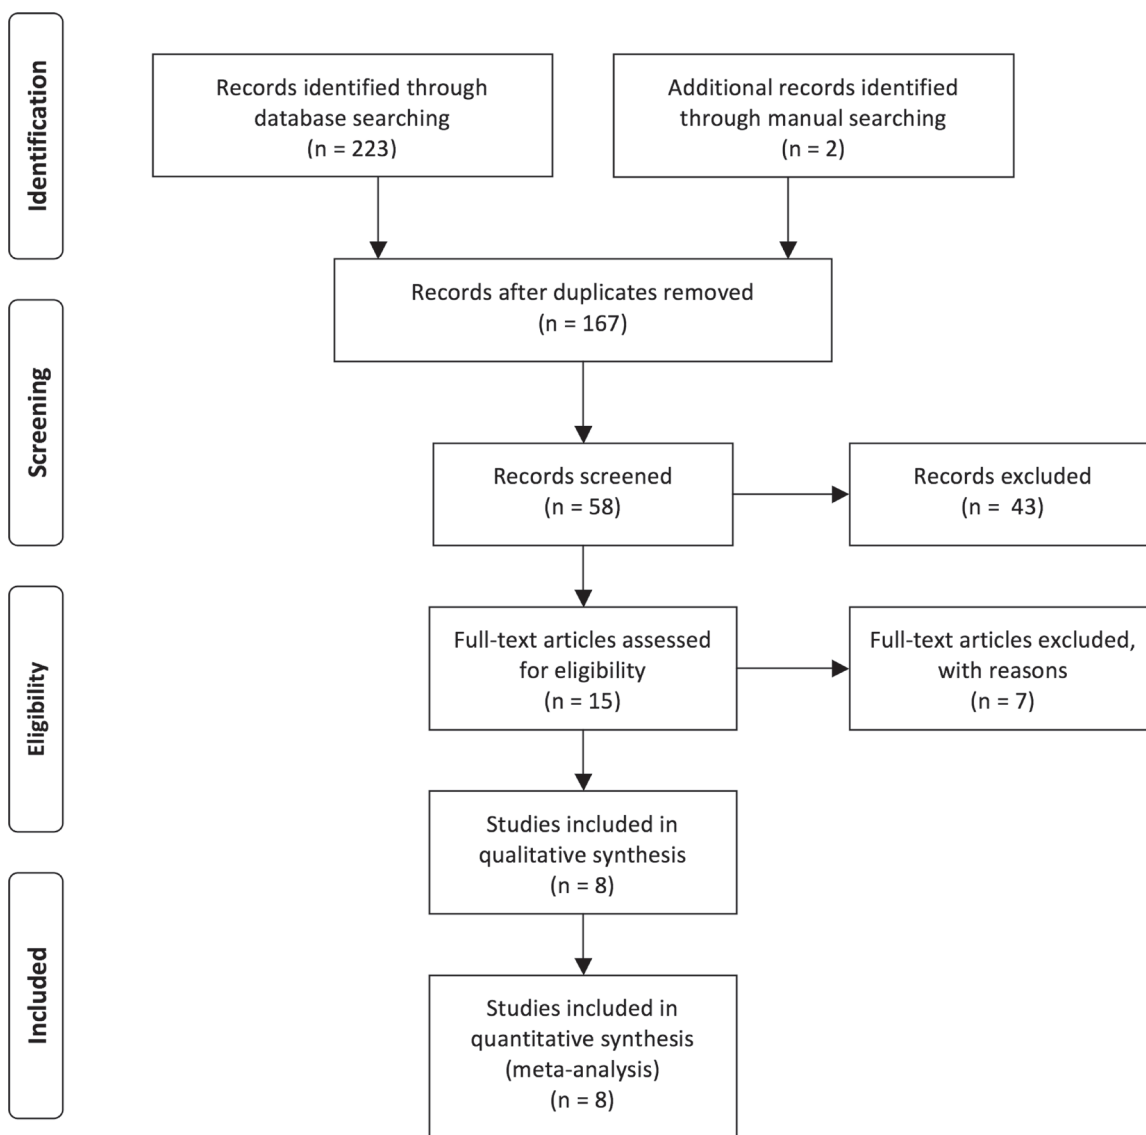 Identification
Records identified through
database searching
(n = 223)
Additional records identified
through manual searching
(n = 2)
Records after duplicates removed
(n = 167)
Screening
Records screened
(n = 58)
Records excluded
(n =  43)
Eligibility
Full-text articles assessed
for eligibility
(n = 15)
Full-text articles excluded,
with reasons
(n = 7)
Studies included in
qualitative synthesis
(n = 8)
Included
Studies included in
quantitative synthesis
(meta-analysis)
(n = 8)